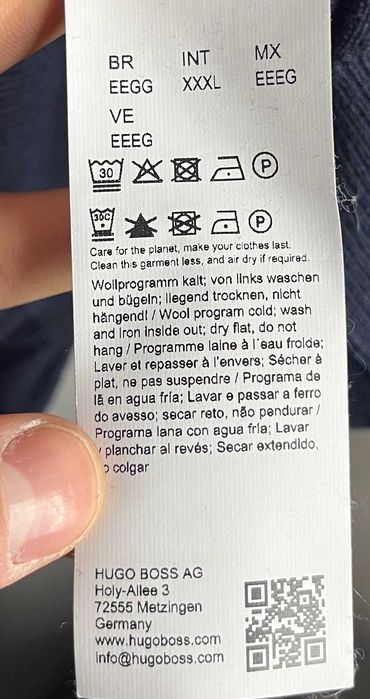 BR INT MX
EEGG XXXL EEEG
VE
EEEG
30 P
30C P
Care for the planet, make your clothes last.
Clean this garment less, and air dry if required.
Wollprogramm kalt; von links waschen
und bügeln; liegend trocknen, nicht
hängend! / Wool program cold; wash
and iron inside out; dry flat, do not
hang / Programme laine à l'eau froide;
Laver et repasser à l'envers; Sécher à
plat, ne pas suspendre / Programa de
lã en agua fría; Lavar e passar a ferro
do avesso; secar reto, não pendurar /
Programa lana con agua fría; Lavar
y planchar al revés; Secar extendido,
colgar
HUGO BOSS AG
Holy-Allee 3
72555 Metzingen
Germany
www.hugoboss.com
info@hugoboss.com